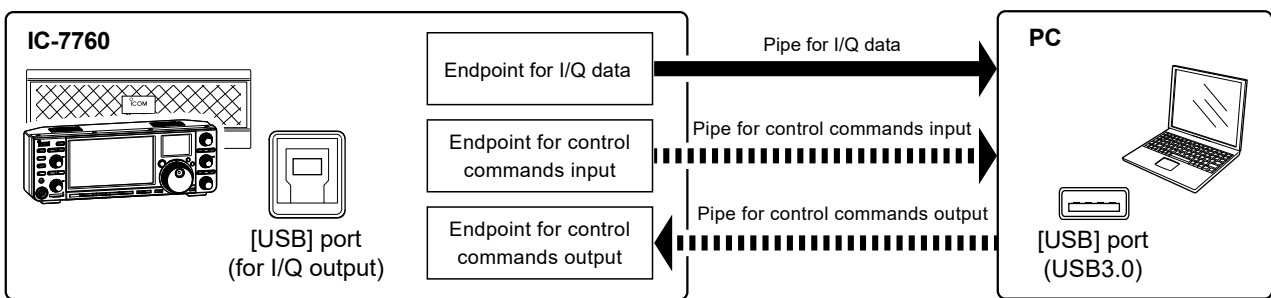 IC-7760
ICOM
[USB] port
(for I/Q output)
Endpoint for I/Q data
Endpoint for control
commands input
Endpoint for control
commands output
Pipe for I/Q data
Pipe for control commands input
Pipe for control commands output
PC
[USB] port
(USB3.0)